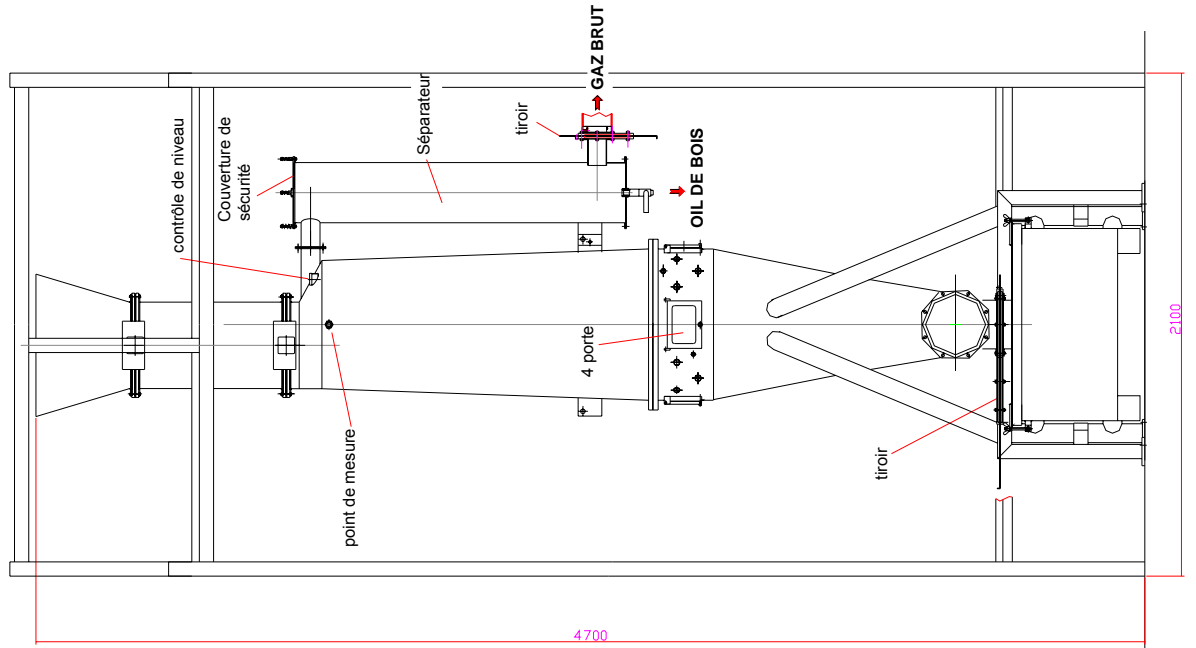 GAZ BRUT
tiroir
Séparateur
Couverture de
sécurité
contrôle de niveau
OIL DE BOIS
4 porte
point de mesure
tiroir
2100
4700